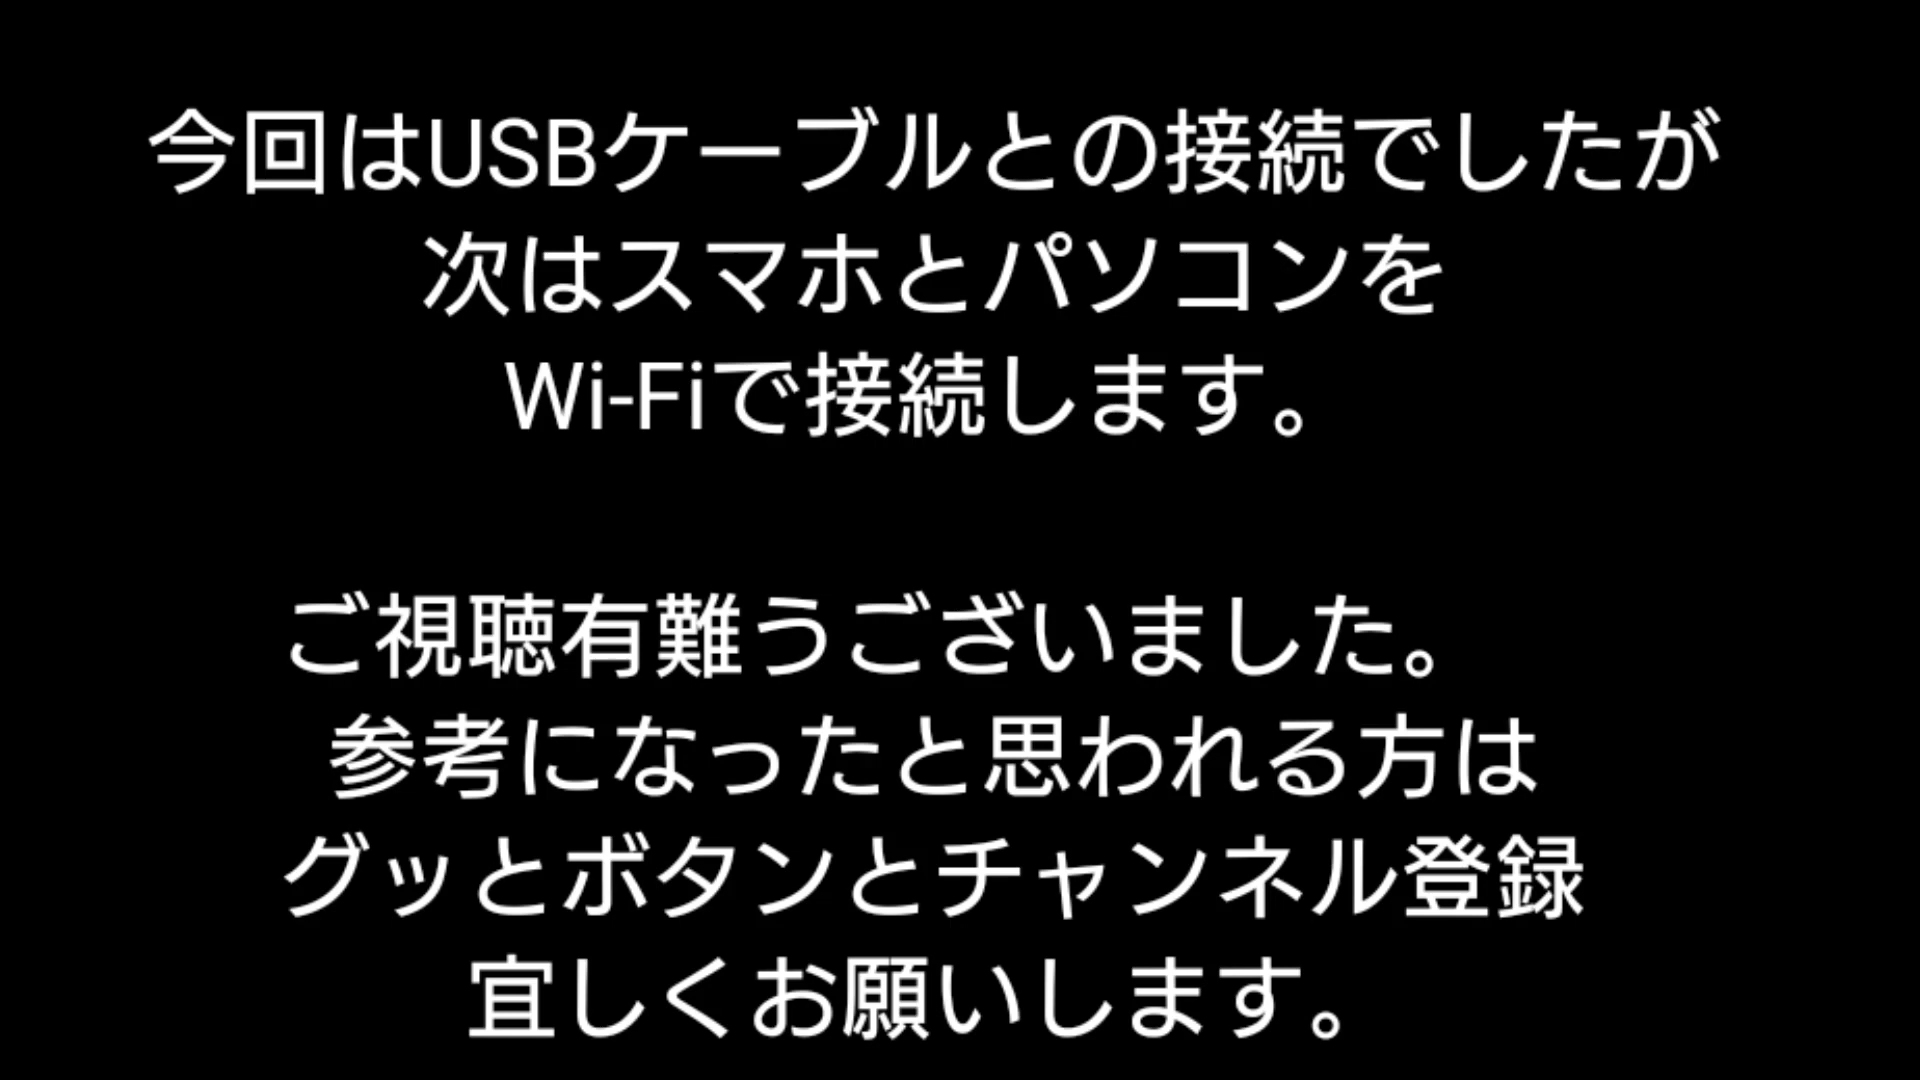 今回はUSBケーブルとの接続でしたが
次はスマホとパソコンを
Wi-Fiで接続します。
ご視聴有難うございました。
参考になったと思われる方は
グッとボタンとチャンネル登録
宜しくお願いします。